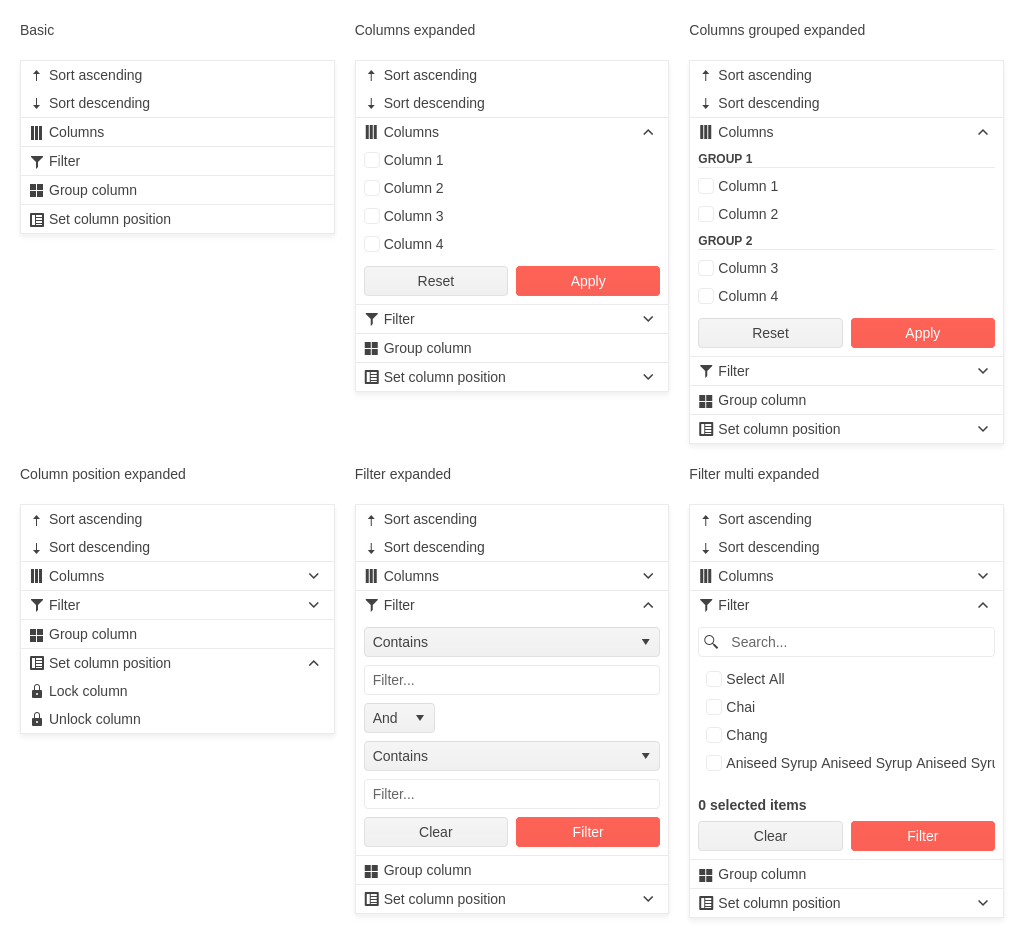 Basic
Sort ascending
Sort descending
Columns
Filter
Group column
Set column position
Columns expanded
Sort ascending
Sort descending
Columns
Column 1
Column 2
Column 3
Column 4
Reset Apply
Filter
Group column
Set column position
Columns grouped expanded
Sort ascending
Sort descending
Columns
GROUP 1
Column 1
Column 2
GROUP 2
Column 3
Column 4
Reset Apply
Filter
Group column
Set column position
Column position expanded
Sort ascending
Sort descending
Columns
Filter
Group column
Set column position
Lock column
Unlock column
Filter expanded
Sort ascending
Sort descending
Columns
Filter
Contains
Filter...
And
Contains
Filter...
Clear Filter
Group column
Set column position
Filter multi expanded
Sort ascending
Sort descending
Columns
Filter
Search...
Select All
Chai
Chang
Aniseed Syrup Aniseed Syrup Aniseed
0 selected items
Clear Filter
Group column
Set column position